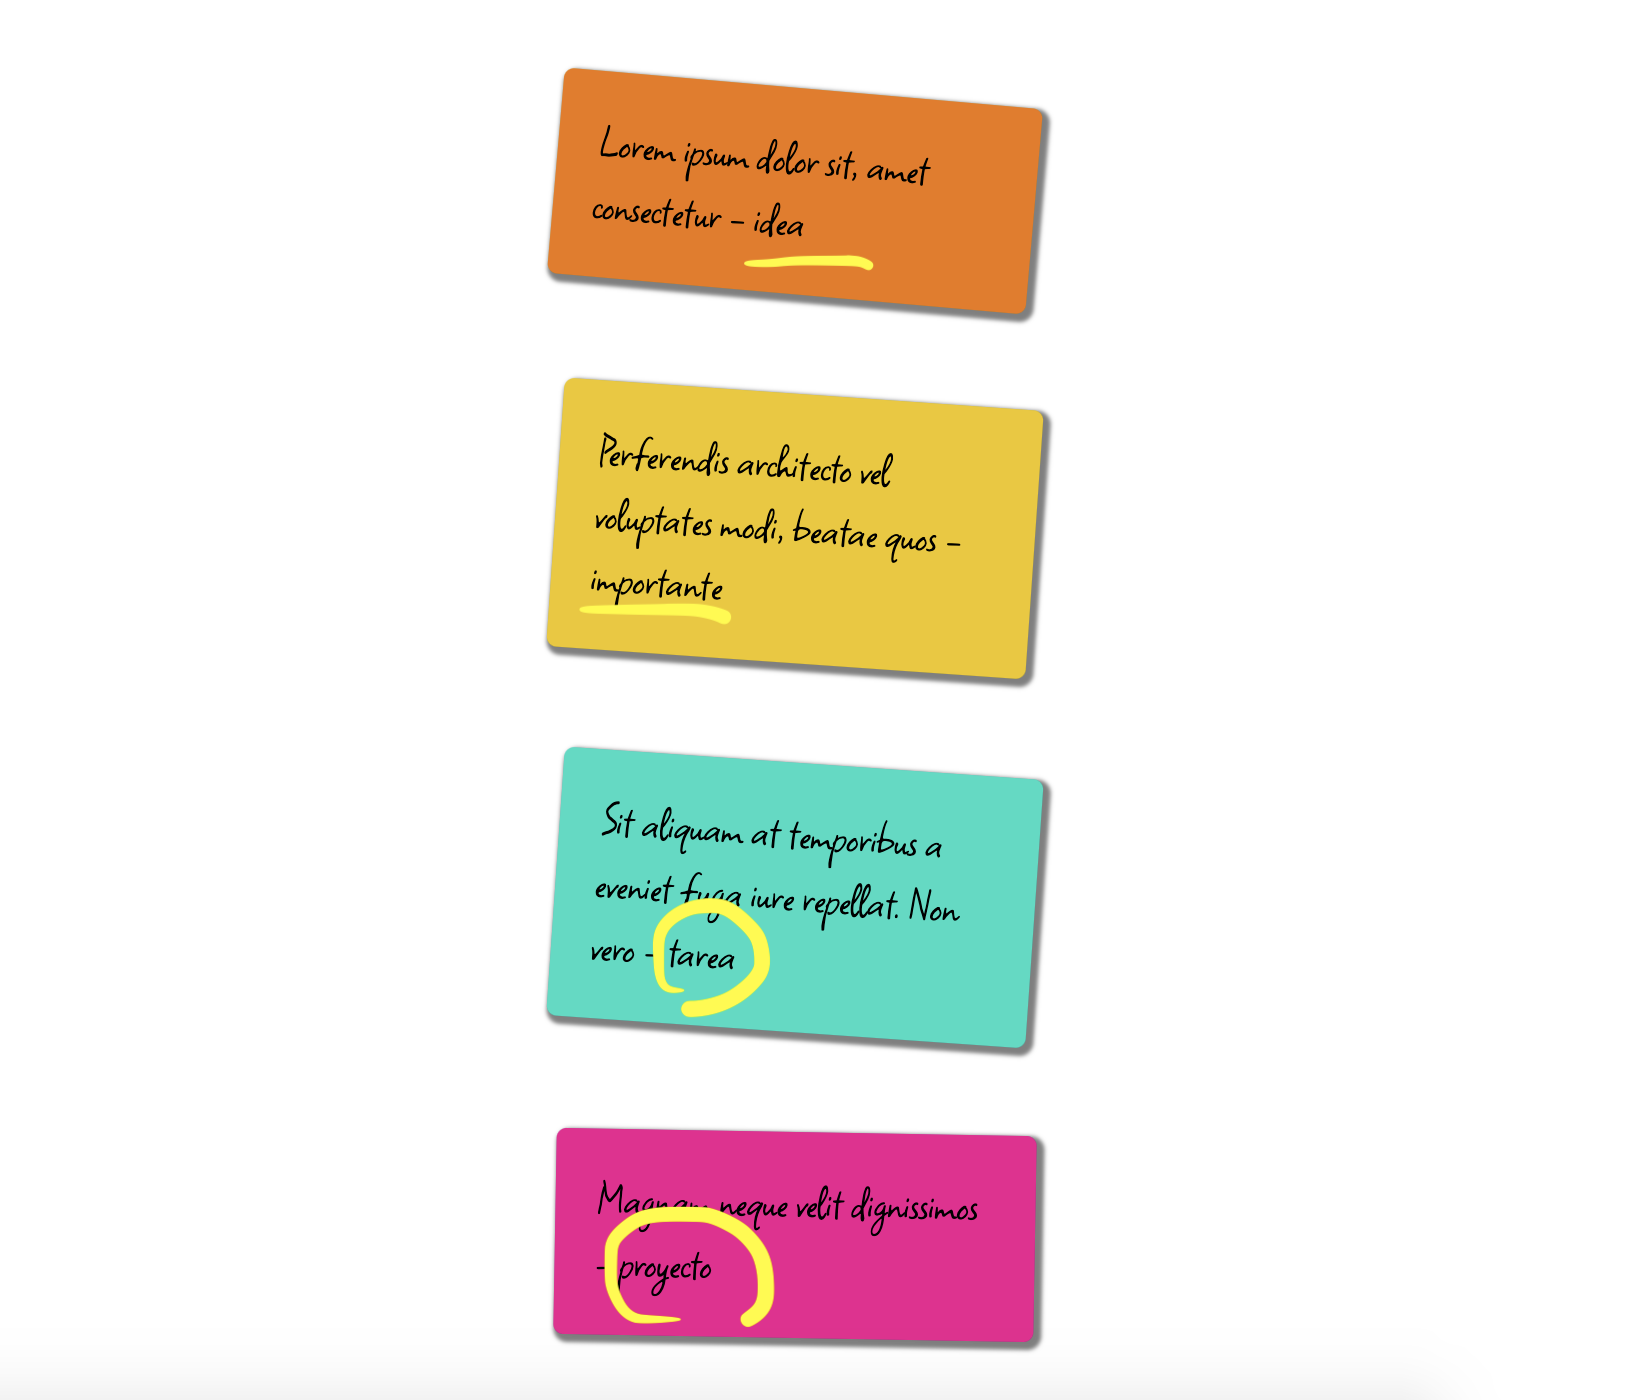 Lorem ipsum dolor sit, amet
consectetur - idea
Perferendis architecto vel
voluptates modi, beatae quos -
importante
Sit aliquam at temporibus a
eveniet fuga iure repellat. Non
vero - tarea
Magnam neque velit dignissimos
- proyecto